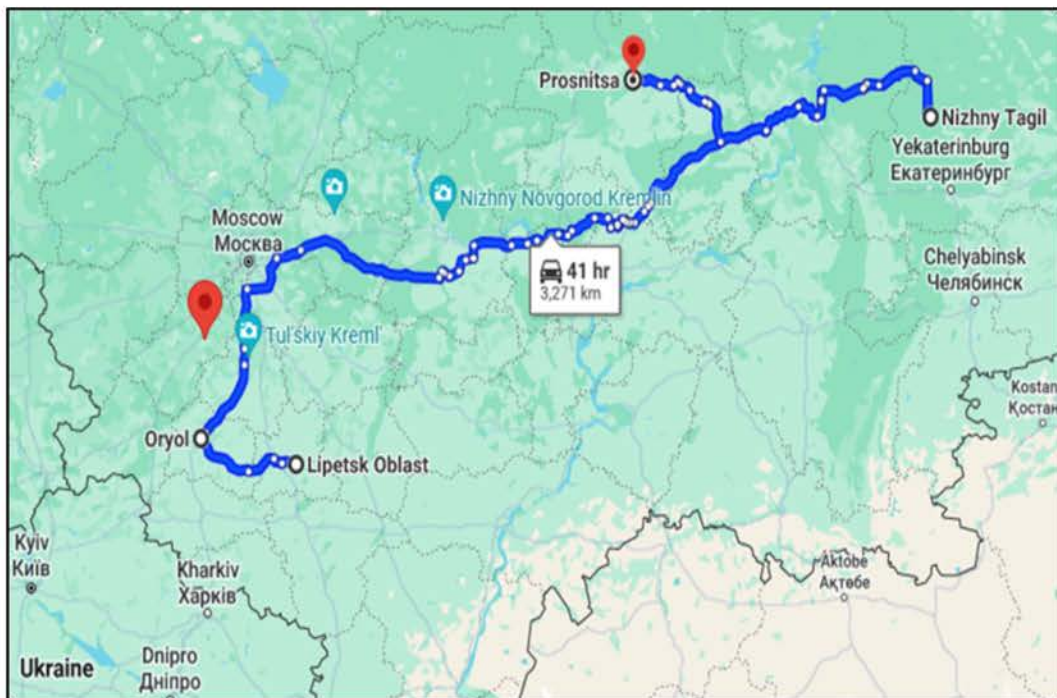 Prosnitsa
Nizhny Tagil
Yekaterinburg
Екатеринбург
Nizhny Novgorod Kremlin
Moscow
Москва
41 hr
3,271 km
Chelyabinsk
Челябинск
Tul'skiy Kreml'
Kostan
Қостан
Oryol
Lipetsk Oblast
Kyiv
Київ
Kharkiv
Харків
Aktobe
Ақтөбе
Ukraine
Dnipro
Дніпро